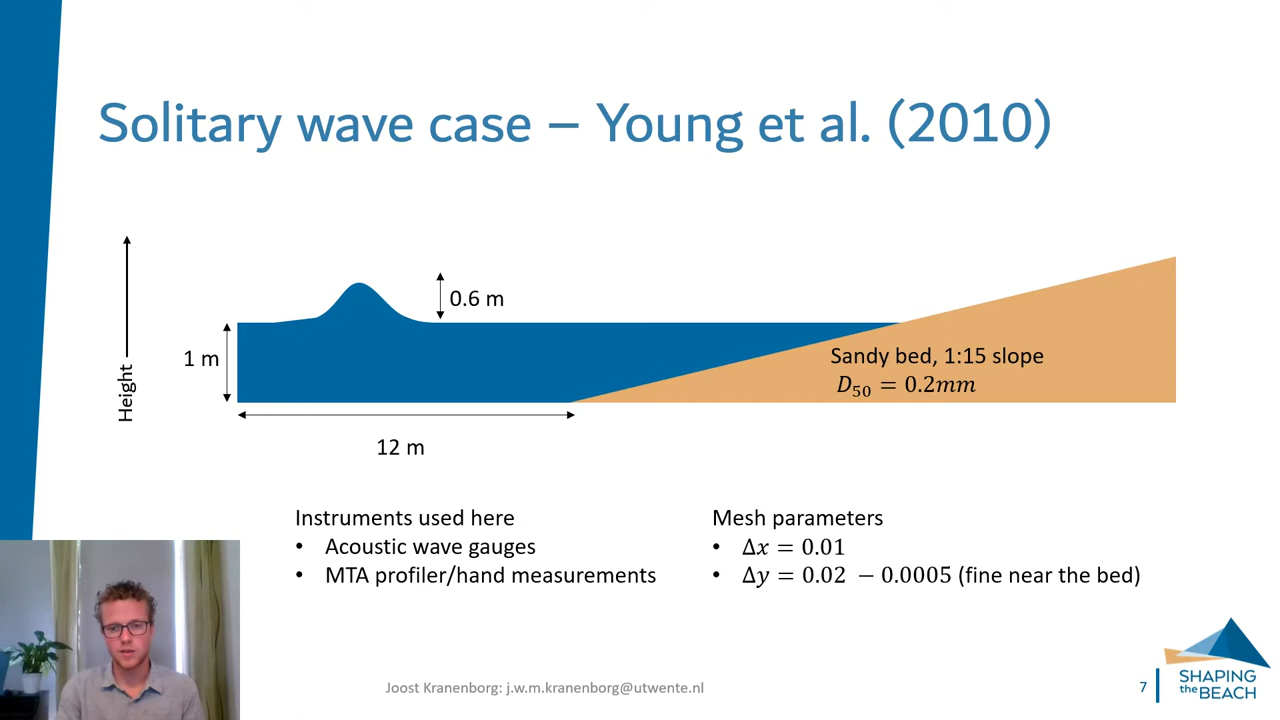 Solitary wave case – Young et al. (2010)
Height
0.6 m
1 m
12 m
Sandy bed, 1:15 slope
D₅₀ = 0.2mm
Instruments used here
• Acoustic wave gauges
• MTA profiler/hand measurements
Mesh parameters
• Δx = 0.01
• Δy = 0.02 − 0.0005 (fine near the bed)
Joost Kranenborg: j.w.m.kranenborg@utwente.nl
7
SHAPING
the BEACH